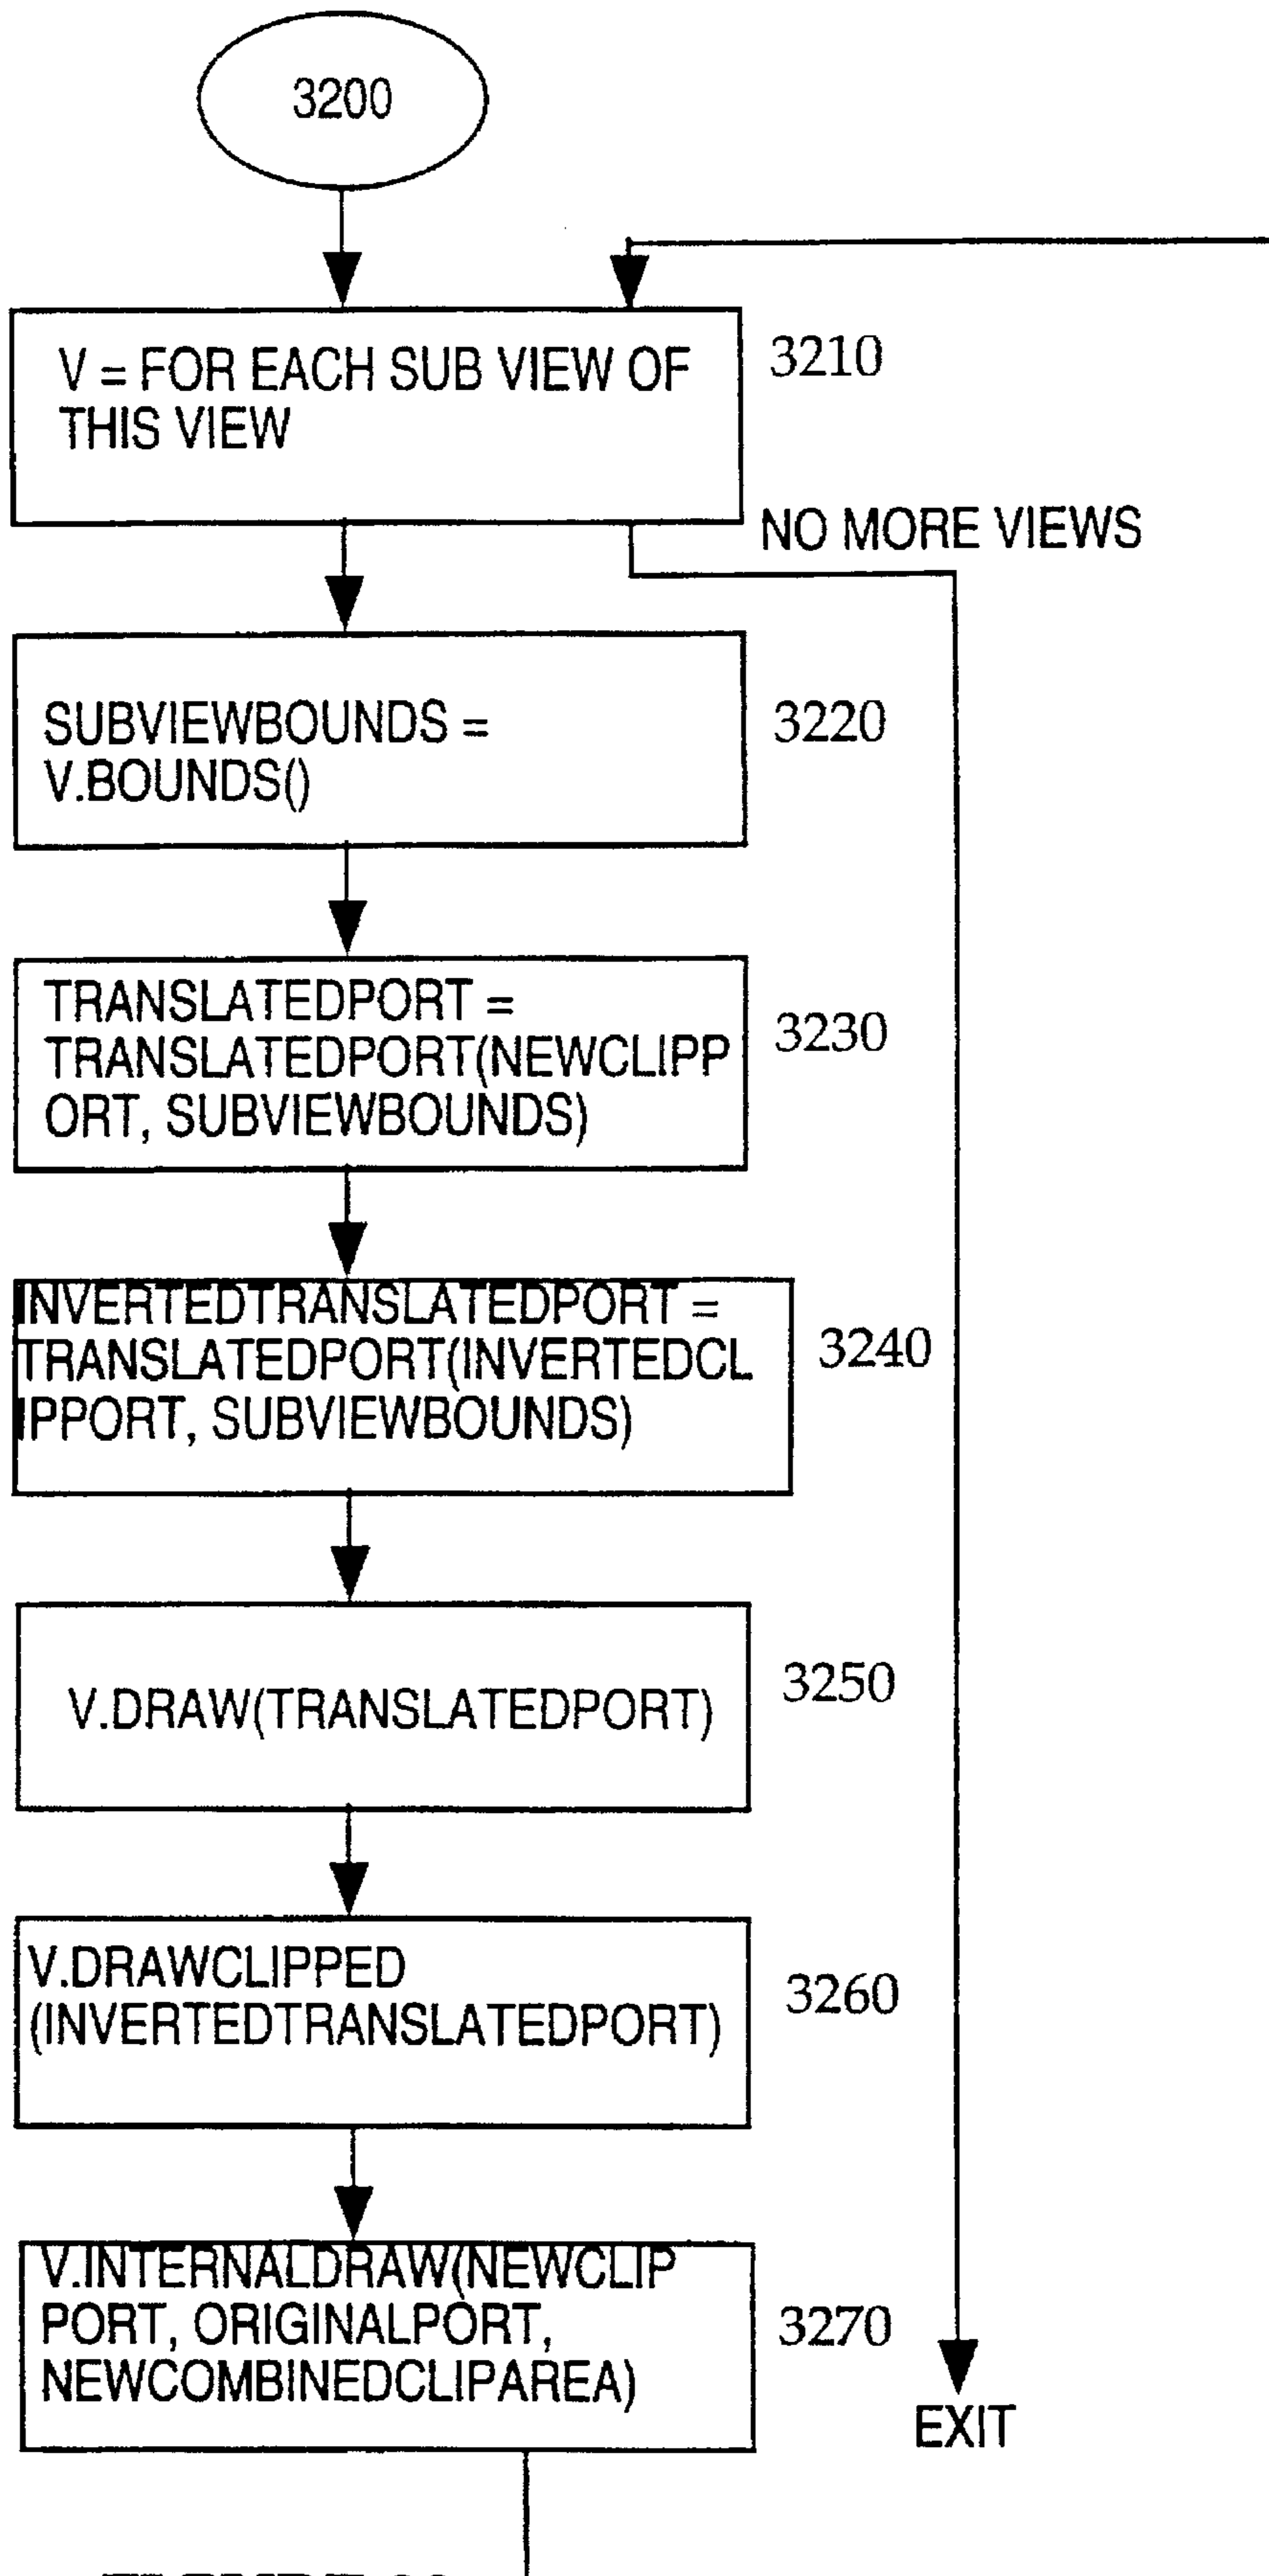 3200
V = FOR EACH SUB VIEW OF
THIS VIEW
3210
NO MORE VIEWS
SUBVIEWBOUNDS =
V.BOUNDS()
3220
TRANSLATEDPORT =
TRANSLATEDPORT(NEWCLIPP
ORT, SUBVIEWBOUNDS)
3230
INVERTEDTRANSLATEDPORT =
TRANSLATEDPORT(INVERTEDCL
IPPORT, SUBVIEWBOUNDS)
3240
V.DRAW(TRANSLATEDPORT)
3250
V.DRAWCLIPPED
(INVERTEDTRANSLATEDPORT)
3260
V.INTERNALDRAW(NEWCLIP
PORT, ORIGINALPORT,
NEWCOMBINEDCLIPAREA)
3270
EXIT